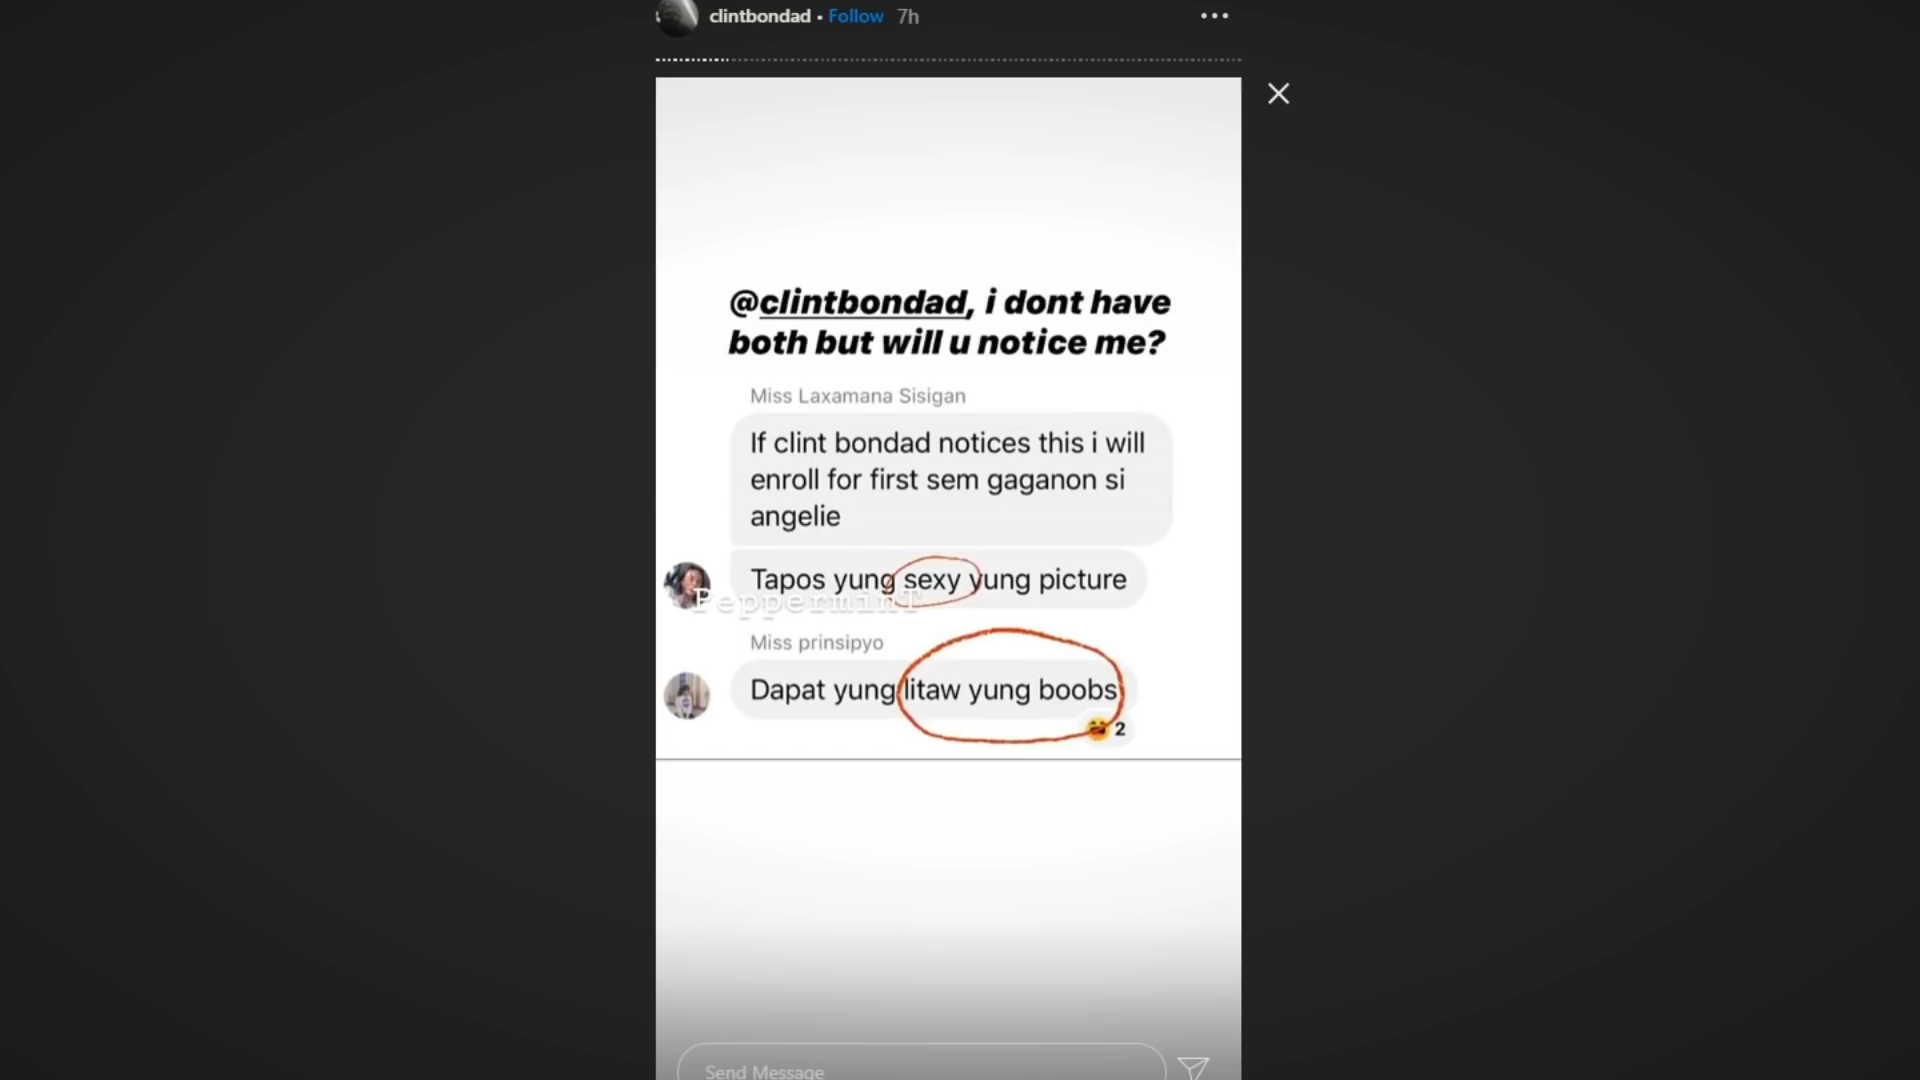 clintbondad • Follow 7h
@clintbondad, i dont have
both but will u notice me?
Miss Laxamana Sisigan
If clint bondad notices this i will
enroll for first sem gaganon si
angelie
Tapos yung sexy yung picture
PeppermintT
Miss prinsipyo
Dapat yung litaw yung boobs
2
Send Message